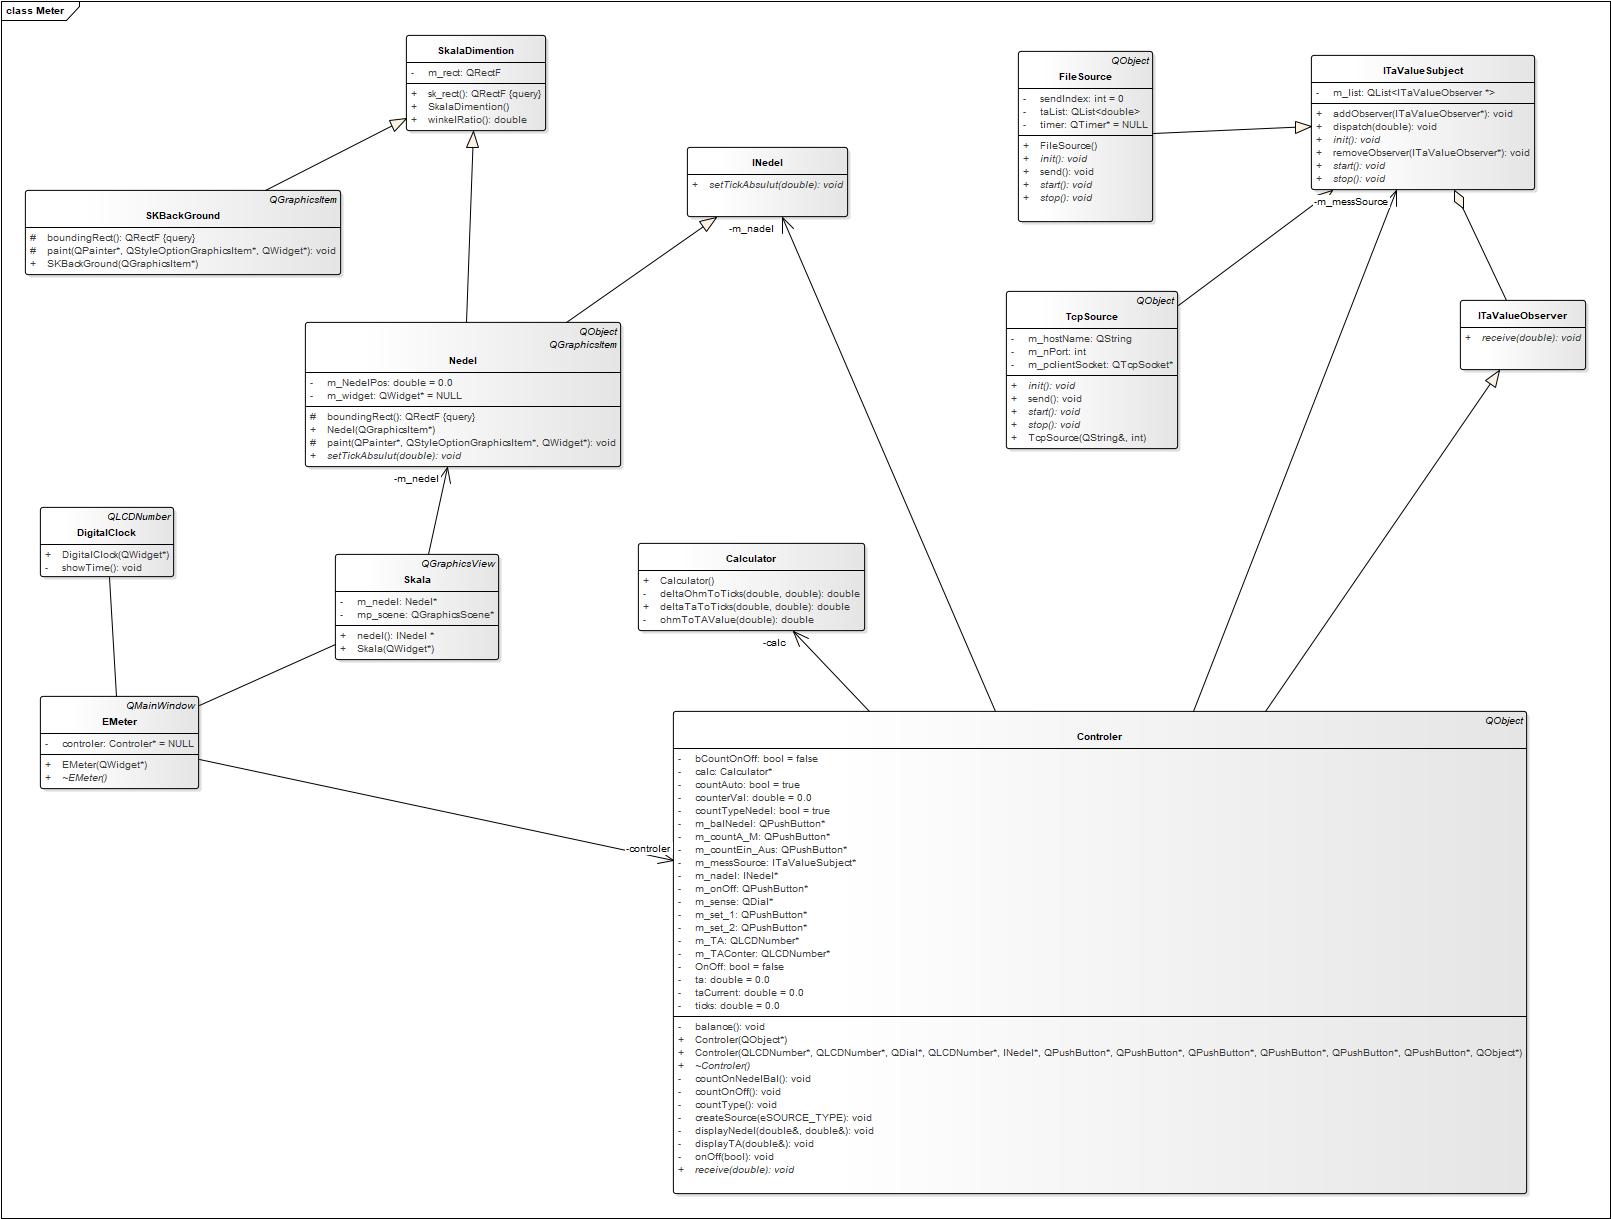 class Meter
SkalaDimention
- m_rect: QRectF
+ sk_rect(): QRectF {query}
+ SkalaDimention()
+ winkelRatio(): double
QObject
FileSource
- sendIndex: int = 0
- taList: QList<double>
- timer: QTimer* = NULL
+ FileSource()
+ init(): void
+ send(): void
+ start(): void
+ stop(): void
ITaValueSubject
- m_list: QList<ITaValueObserver *>
+ addObserver(ITaValueObserver*): void
+ dispatch(double): void
+ init(): void
+ removeObserver(ITaValueObserver*): void
+ start(): void
+ stop(): void
INedel
+ setTickAbsulut(double): void
QGraphicsItem
SKBackGround
# boundingRect(): QRectF {query}
# paint(QPainter*, QStyleOptionGraphicsItem*, QWidget*): void
+ SKBackGround(QGraphicsItem*)
-m_messSource
-m_nadel
QObject
TcpSource
- m_hostName: QString
- m_nPort: int
- m_pclientSocket: QTcpSocket*
+ init(): void
+ send(): void
+ start(): void
+ stop(): void
+ TcpSource(QString&, int)
ITaValueObserver
+ receive(double): void
QObject
QGraphicsItem
Nedel
- m_NedelPos: double = 0.0
- m_widget: QWidget* = NULL
# boundingRect(): QRectF {query}
+ Nedel(QGraphicsItem*)
# paint(QPainter*, QStyleOptionGraphicsItem*, QWidget*): void
+ setTickAbsulut(double): void
-m_nedel
QLCDNumber
DigitalClock
+ DigitalClock(QWidget*)
- showTime(): void
QGraphicsView
Skala
- m_nedel: Nedel*
- mp_scene: QGraphicsScene*
+ nedel(): INedel *
+ Skala(QWidget*)
Calculator
+ Calculator()
- deltaOhmToTicks(double, double): double
+ deltaTaToTicks(double, double): double
- ohmToTAValue(double): double
-calc
QMainWindow
EMeter
- controler: Controler* = NULL
+ EMeter(QWidget*)
+ ~EMeter()
-controler
QObject
Controler
- bCountOnOff: bool = false
- calc: Calculator*
- countAuto: bool = true
- counterVal: double = 0.0
- countTypeNedel: bool = true
- m_balNedel: QPushButton*
- m_countA_M: QPushButton*
- m_countEin_Aus: QPushButton*
- m_messSource: ITaValueSubject*
- m_nadel: INedel*
- m_onOff: QPushButton*
- m_sense: QDial*
- m_set_1: QPushButton*
- m_set_2: QPushButton*
- m_TA: QLCDNumber*
- m_TAConter: QLCDNumber*
- OnOff: bool = false
- ta: double = 0.0
- taCurrent: double = 0.0
- ticks: double = 0.0
- balance(): void
+ Controler(QObject*)
+ Controler(QLCDNumber*, QLCDNumber*, QDial*, QLCDNumber*, INedel*, QPushButton*, QPushButton*, QPushButton*, QPushButton*, QPushButton*, QPushButton*, QObject*)
+ ~Controler()
- countOnNedelBal(): void
- countOnOff(): void
- countType(): void
- createSource(eSOURCE_TYPE): void
- displayNedel(double&, double&): void
- displayTA(double&): void
- onOff(bool): void
+ receive(double): void